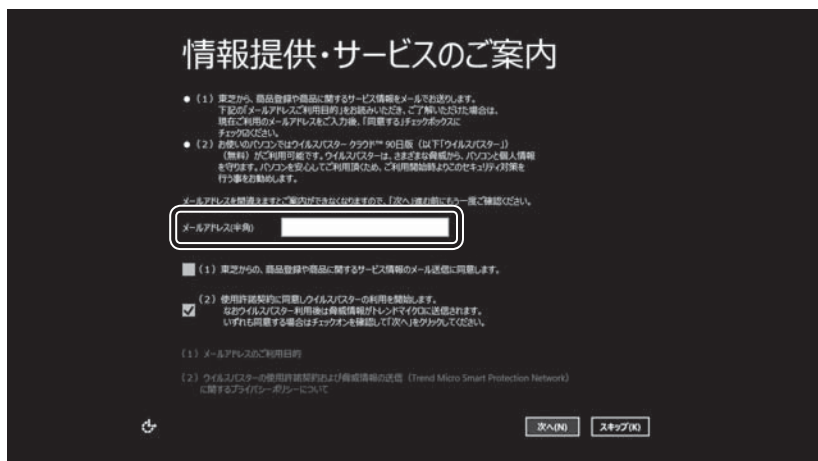 情報提供・サービスのご案内
● (1) 東芝から、商品登録や商品に関するサービス情報をメールでお送りします。
下記の「メールアドレスご利用目的」をお読みいただき、ご了解いただけた場合は、
現在ご利用のメールアドレスをご入力後、「同意する」チェックボックスに
チェックください。
● (2) お使いのパソコンではウイルスバスター クラウド™ 90日版 (以下「ウイルスバスター」)
(無料) がご利用可能です。ウイルスバスターは、さまざまな脅威から、パソコンと個人情報
を守ります。パソコンを安心してご利用頂くため、ご利用開始時よりこのセキュリティ対策を
行う事をお勧めします。
メールアドレスを間違えますとご案内ができなくなりますので、「次へ」進む前にもう一度ご確認ください。
メールアドレス(半角)
(1) 東芝からの、商品登録や商品に関するサービス情報のメール送信に同意します。
(2) 使用許諾契約に同意しウイルスバスターの利用を開始します。
なおウイルスバスター利用後は脅威情報がトレンドマイクロに送信されます。
いずれも同意する場合はチェックオンを確認して「次へ」をクリックしてください。
(1) メールアドレスのご利用目的
(2) ウイルスバスターの使用許諾契約および脅威情報の送信 (Trend Micro Smart Protection Network)
に関するプライバシーポリシーについて
次へ(N) スキップ(K)